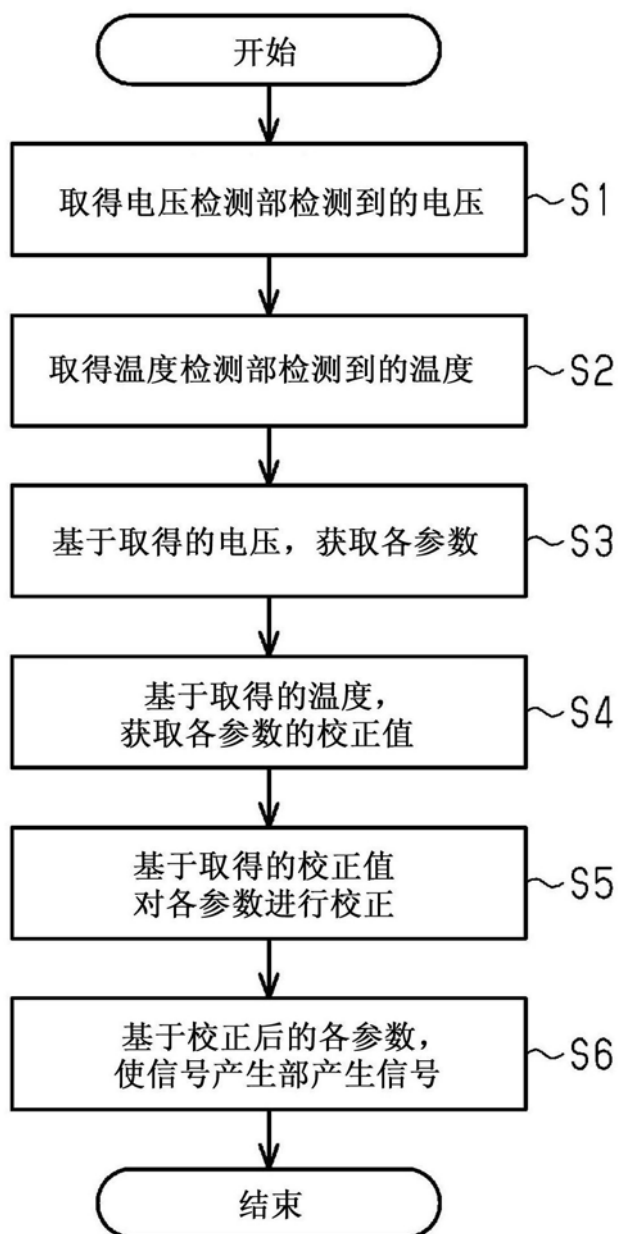 开始
取得电压检测部检测到的电压
S1
取得温度检测部检测到的温度
S2
基于取得的电压，获取各参数
S3
基于取得的温度，
获取各参数的校正值
S4
基于取得的校正值
对各参数进行校正
S5
基于校正后的各参数，
使信号产生部产生信号
S6
结束